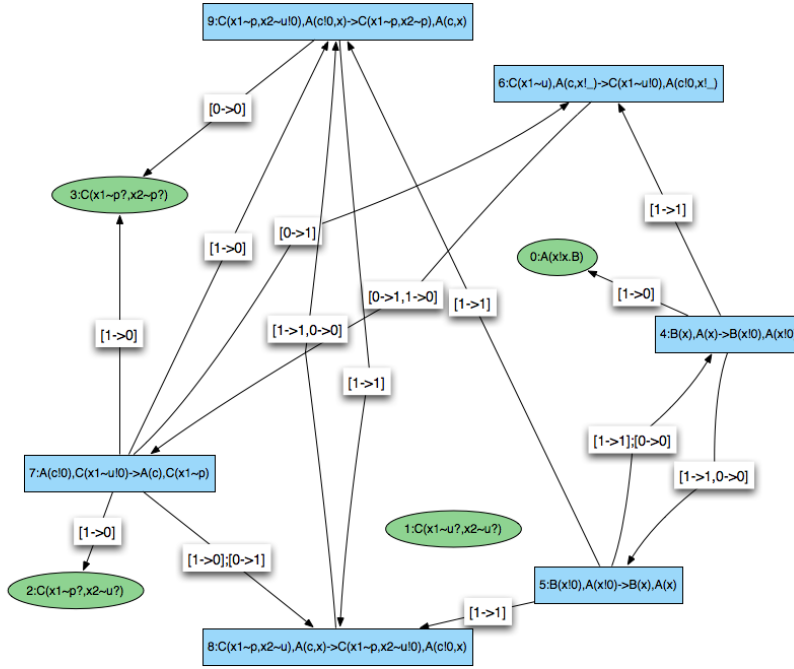 9:C(x1~p,x2~u!0),A(c!0,x)->C(x1~p,x2~p),A(c,x)
6:C(x1~u),A(c,x!_)->C(x1~u!0),A(c!0,x!_)
[0->0]
3:C(x1~p?,x2~p?)
[1->1]
[0->1]
[1->0]
0:A(x!x.B)
[1->0]
[0->1,1->0]
[1->1]
[1->0]
[1->1,0->0]
4:B(x),A(x)->B(x!0),A(x!0
[1->1]
[1->1];[0->0]
7:A(c!0),C(x1~u!0)->A(c),C(x1~p)
[1->1,0->0]
[1->0]
1:C(x1~u?,x2~u?)
[1->0];[0->1]
2:C(x1~p?,x2~u?)
5:B(x!0),A(x!0)->B(x),A(x)
[1->1]
8:C(x1~p,x2~u),A(c,x)->C(x1~p,x2~u!0),A(c!0,x)